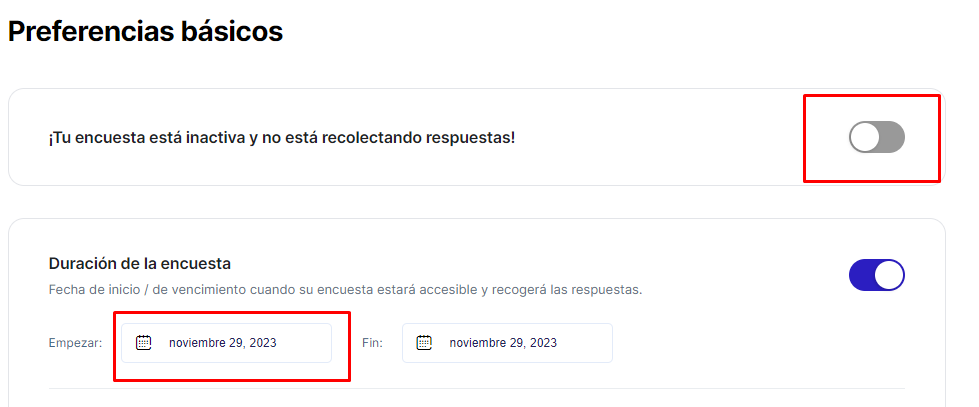 Preferencias básicos
¡Tu encuesta está inactiva y no está recolectando respuestas!
Duración de la encuesta
Fecha de inicio / de vencimiento cuando su encuesta estará accesible y recogerá las respuestas.
Empezar: noviembre 29, 2023 Fin: noviembre 29, 2023